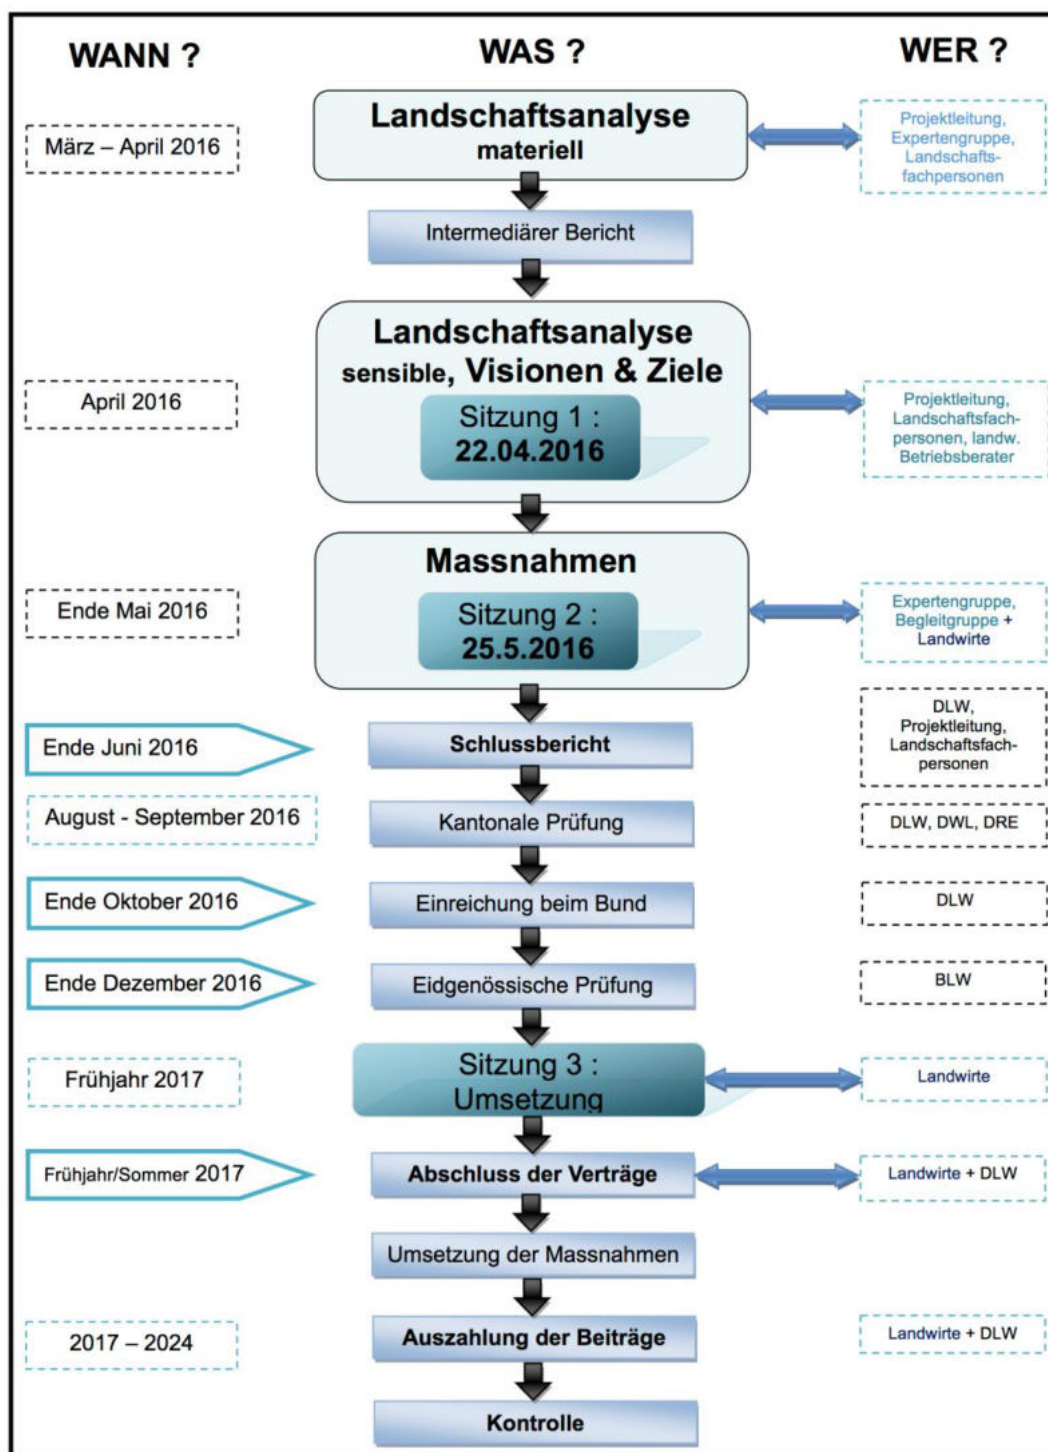 WANN ?
WAS ?
WER ?
März – April 2016
Landschaftsanalyse
materiell
Projektleitung,
Expertengruppe,
Landschafts-
fachpersonen
Intermediärer Bericht
April 2016
Landschaftsanalyse
sensible, Visionen & Ziele
Sitzung 1 :
22.04.2016
Projektleitung,
Landschaftsfach-
personen, landw.
Betriebsberater
Ende Mai 2016
Massnahmen
Sitzung 2 :
25.5.2016
Expertengruppe,
Begleitgruppe +
Landwirte
Ende Juni 2016
Schlussbericht
DLW,
Projektleitung,
Landschaftsfach-
personen
August - September 2016
Kantonale Prüfung
DLW, DWL, DRE
Ende Oktober 2016
Einreichung beim Bund
DLW
Ende Dezember 2016
Eidgenössische Prüfung
BLW
Frühjahr 2017
Sitzung 3 :
Umsetzung
Landwirte
Frühjahr/Sommer 2017
Abschluss der Verträge
Landwirte + DLW
Umsetzung der Massnahmen
2017 – 2024
Auszahlung der Beiträge
Landwirte + DLW
Kontrolle